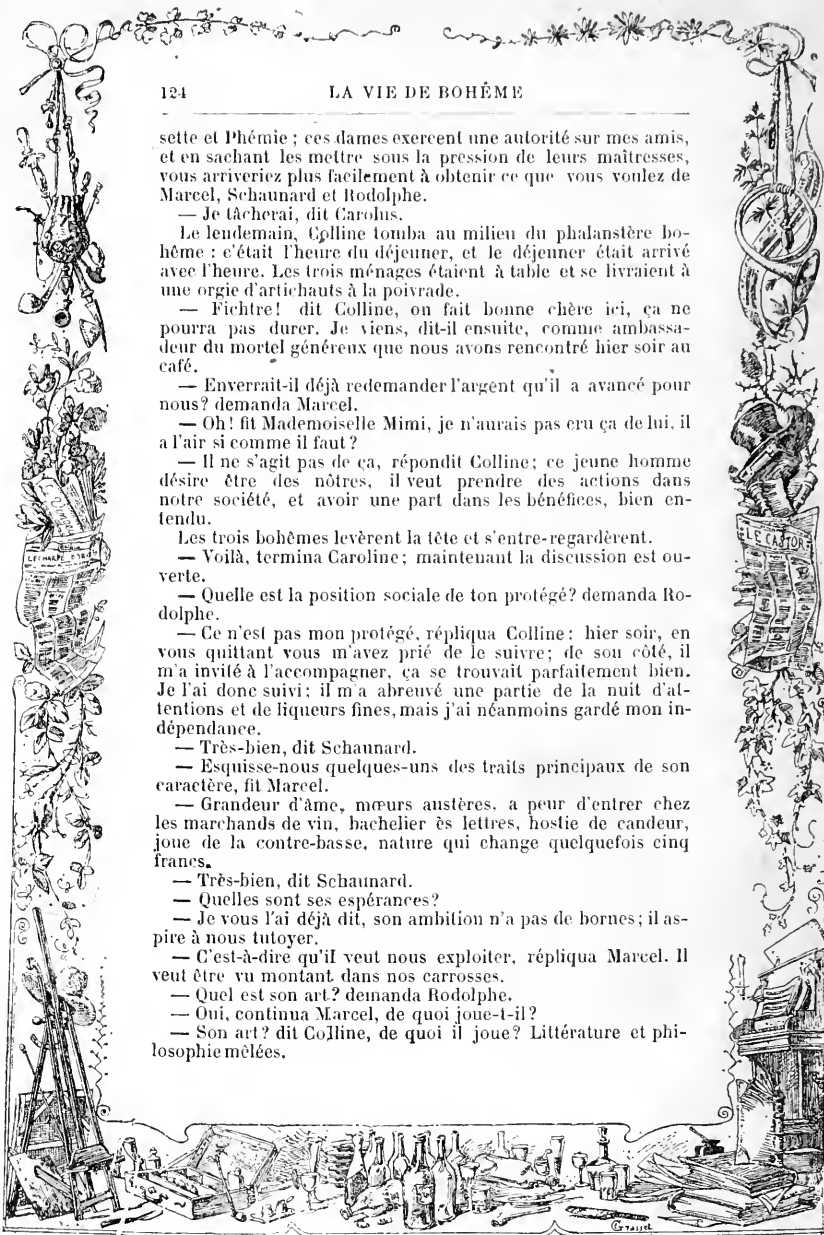 124 LA VIE DE BOHÊME
sette et Phémie ; ces dames exercent une autorité sur mes amis,
et en sachant les mettre sous la pression de leurs maîtresses,
vous arriveriez plus facilement à obtenir ce que vous voulez de
Marcel, Schaunard et Rodolphe.
— Je tâcherai, dit Carolus.
Le lendemain, Colline tomba au milieu du phalanstère bo-
hême : c'était l'heure du déjeuner, et le déjeuner était arrivé
avec l'heure. Les trois ménages étaient à table et se livraient à
une orgie d'artichauts à la poivrade.
— Fichtre! dit Colline, on fait bonne chère ici, ça ne
pourra pas durer. Je viens, dit-il ensuite, comme ambassa-
deur du mortel généreux que nous avons rencontré hier soir au
café.
— Enverrait-il déjà redemander l'argent qu'il a avancé pour
nous? demanda Marcel.
— Oh! fit Mademoiselle Mimi, je n'aurais pas cru ça de lui, il
a l'air si comme il faut?
— Il ne s'agit pas de ça, répondit Colline; ce jeune homme
désire être des nôtres, il veut prendre des actions dans
notre société, et avoir une part dans les bénéfices, bien en-
tendu.
Les trois bohêmes levèrent la tête et s'entre-regardèrent.
— Voilà, termina Caroline; maintenant la discussion est ou-
verte.
— Quelle est la position sociale de ton protégé? demanda Ro-
dolphe.
— Ce n'est pas mon protégé, répliqua Colline: hier soir, en
vous quittant vous m'avez prié de le suivre; de son côté, il
m'a invité à l'accompagner, ça se trouvait parfaitement bien.
Je l'ai donc suivi; il m'a abreuvé une partie de la nuit d'at-
tentions et de liqueurs fines, mais j'ai néanmoins gardé mon in-
dépendance.
— Très-bien, dit Schaunard.
— Esquisse-nous quelques-uns des traits principaux de son
caractère, fit Marcel.
— Grandeur d'âme, mœurs austères, a peur d'entrer chez
les marchands de vin, bachelier ès lettres, hostie de candeur,
joue de la contre-basse, nature qui change quelquefois cinq
francs.
— Très-bien, dit Schaunard.
— Quelles sont ses espérances?
— Je vous l'ai déjà dit, son ambition n'a pas de bornes; il as-
pire à nous tutoyer.
— C'est-à-dire qu'il veut nous exploiter, répliqua Marcel. Il
veut être vu montant dans nos carrosses.
— Quel est son art? demanda Rodolphe.
— Oui, continua Marcel, de quoi joue-t-il?
— Son art? dit Colline, de quoi il joue? Littérature et phi-
losophie mêlées.
L'ECHARPE D'IRIS
LE CASTOR
Grasset